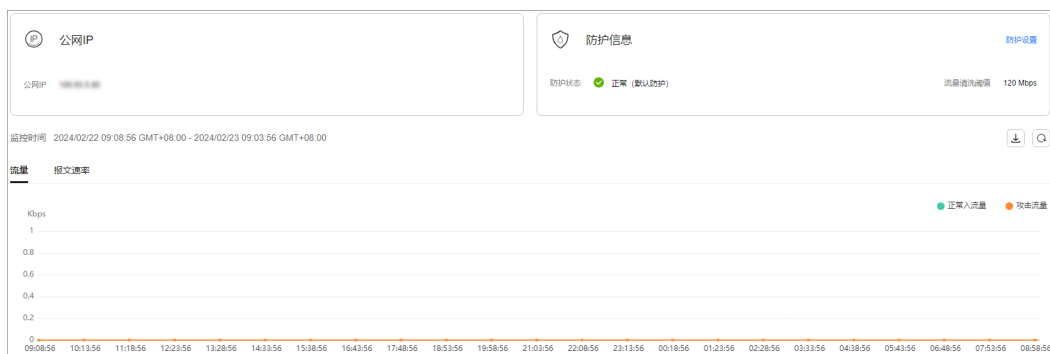 公网IP
防护信息
防护设置
公网IP
防护状态 正常（默认防护） 流量清洗阈值 120 Mbps
监控时间 2024/02/22 09:08:56 GMT+08:00 - 2024/02/23 09:03:56 GMT+08:00
流量 报文速率
正常入流量 攻击流量
Kbps
1
0.8
0.6
0.4
0.2
0
09:08:56 10:13:56 11:18:56 12:23:56 13:28:56 14:33:56 15:38:56 16:43:56 17:48:56 18:53:56 19:58:56 21:03:56 22:08:56 23:13:56 00:18:56 01:23:56 02:28:56 03:33:56 04:38:56 05:43:56 06:48:56 07:53:56 08:58:56